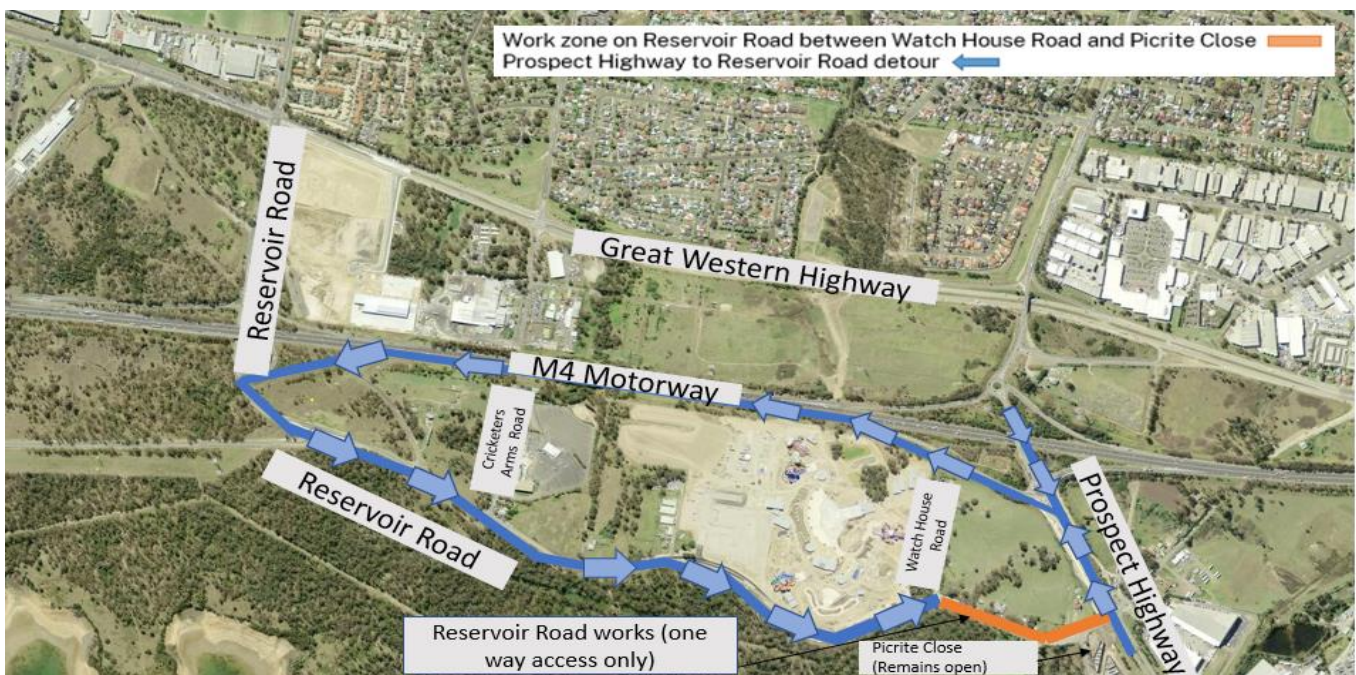 Work zone on Reservoir Road between Watch House Road and Picrite Close
Prospect Highway to Reservoir Road detour
Reservoir Road
Great Western Highway
M4 Motorway
Cricketers
Arms Road
Reservoir Road
Watch House
Road
Prospect Highway
Reservoir Road works (one
way access only)
Picrite Close
(Remains open)